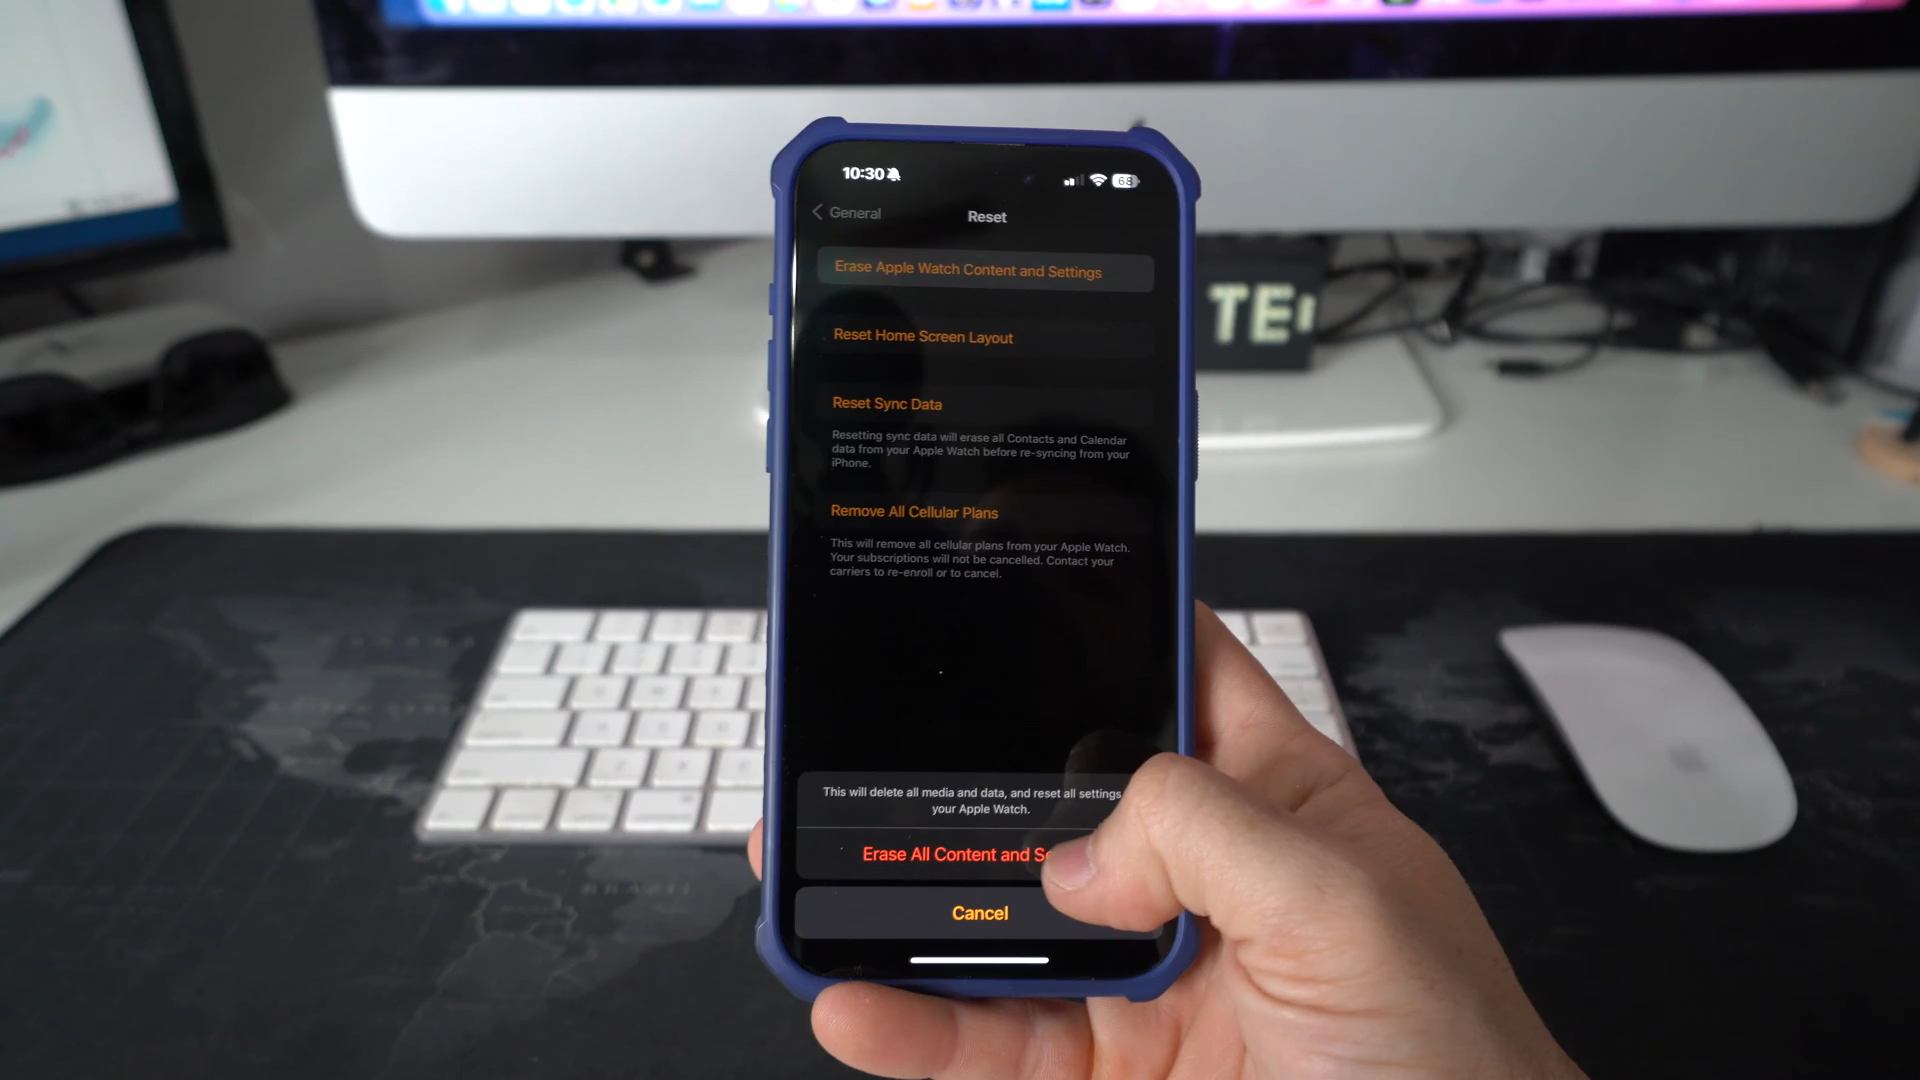 10:30
68
General
Reset
Erase Apple Watch Content and Settings
Reset Home Screen Layout
Reset Sync Data
Resetting sync data will erase all Contacts and Calendar
data from your Apple Watch before re-syncing from your
iPhone.
Remove All Cellular Plans
This will remove all cellular plans from your Apple Watch.
Your subscriptions will not be cancelled. Contact your
carriers to re-enroll or to cancel.
This will delete all media and data, and reset all settings
your Apple Watch.
Erase All Content and Se
Cancel
TE
BRAZIL